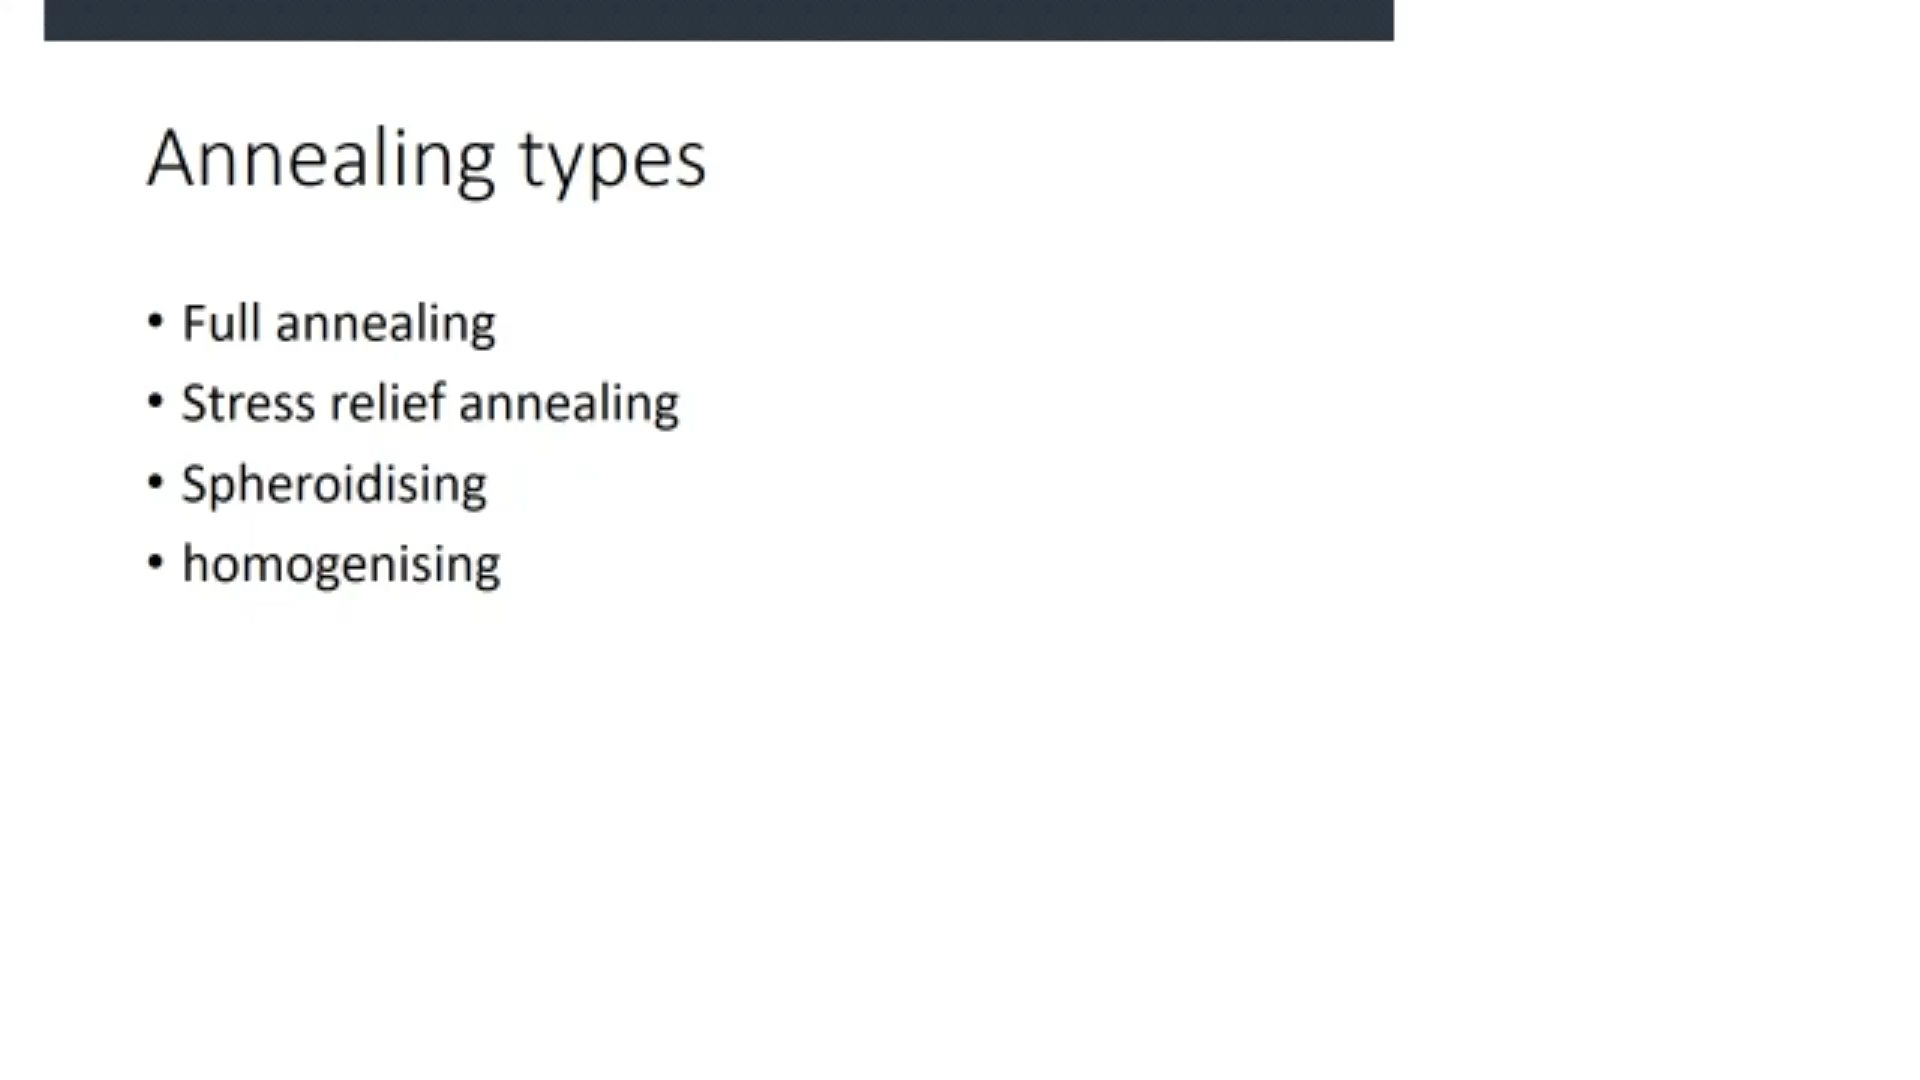 Annealing types
• Full annealing
• Stress relief annealing
• Spheroidising
• homogenising